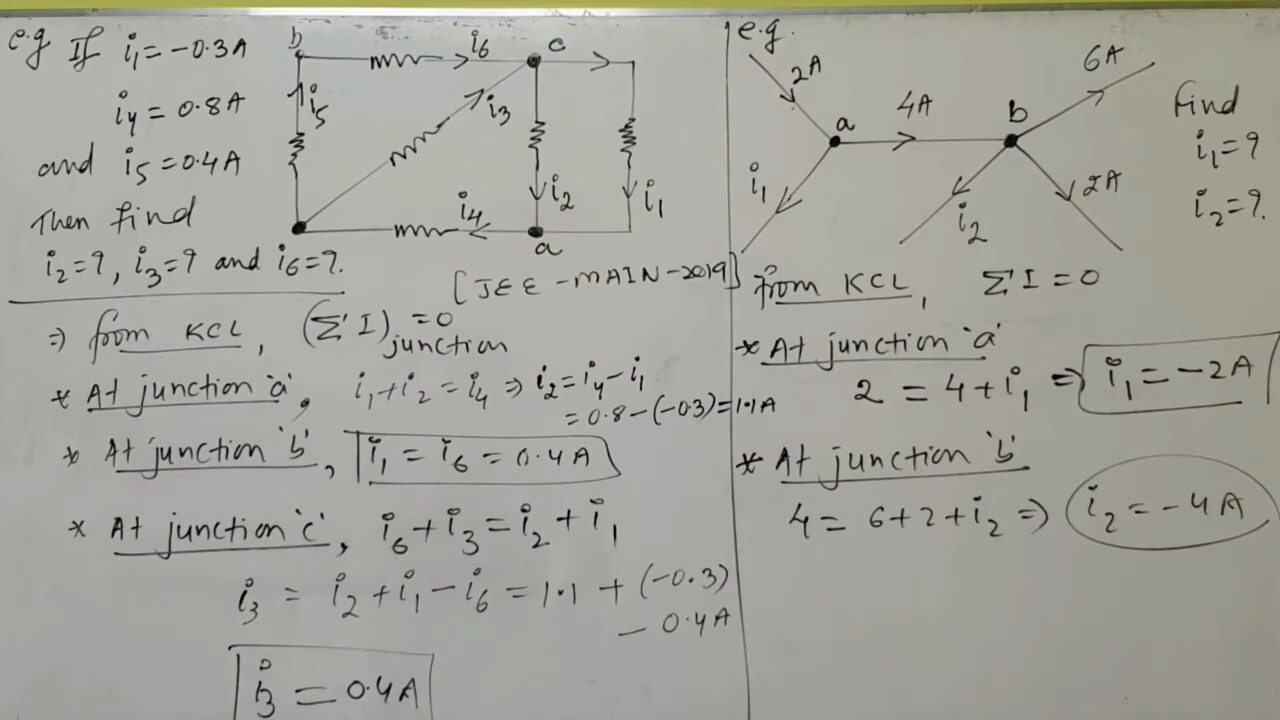 e.g If i₁ = -0.3A
i₄ = 0.8A
and i₅ = 0.4A
Then find
i₂ = ?, i₃ = ? and i₆ = ?.
b
i₆
c
i₅
i₃
i₂
i₁
i₄
a
[JEE - MAIN - 2019]
⇒ from KCL, (ΣI)junction = 0
* At junction 'a', i₁ + i₂ = i₄ ⇒ i₂ = i₄ - i₁
= 0.8 - (-0.3) = 1.1A
* At junction 'b', i₁ = i₆ = 0.4A
* At junction 'c', i₆ + i₃ = i₂ + i₁
i₃ = i₂ + i₁ - i₆ = 1.1 + (-0.3)
- 0.4A
i₃ = 0.4A
e.g.
2A
a
4A
b
6A
i₁
i₂
2A
Find
i₁ = ?
i₂ = ?.
from KCL, ΣI = 0
* At junction 'a'
2 = 4 + i₁ ⇒ i₁ = -2A
* At junction 'b'
4 = 6 + 2 + i₂ ⇒ i₂ = -4A